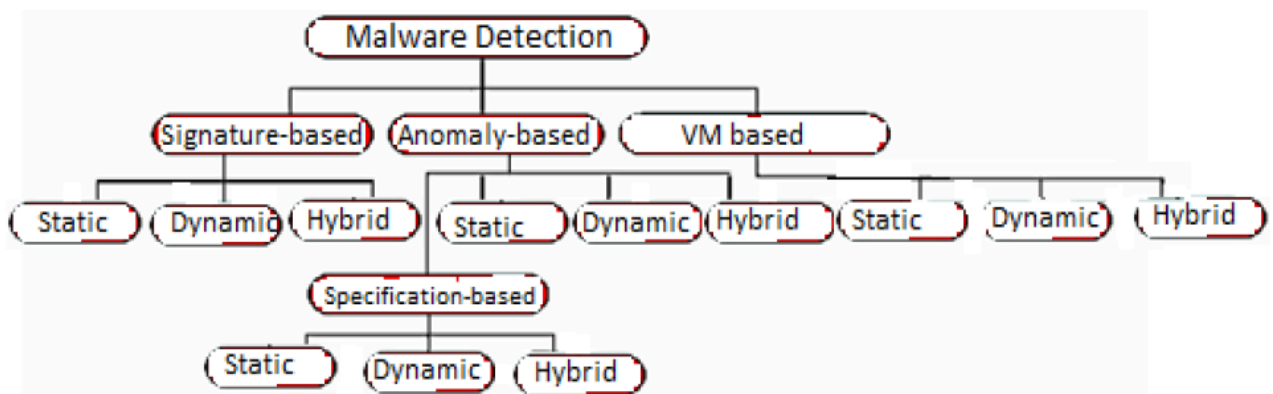 Malware Detection
Signature-based Anomaly-based VM based
Static Dynamic Hybrid Static Dynamic Hybrid Static Dynamic Hybrid
Specification-based
Static Dynamic Hybrid